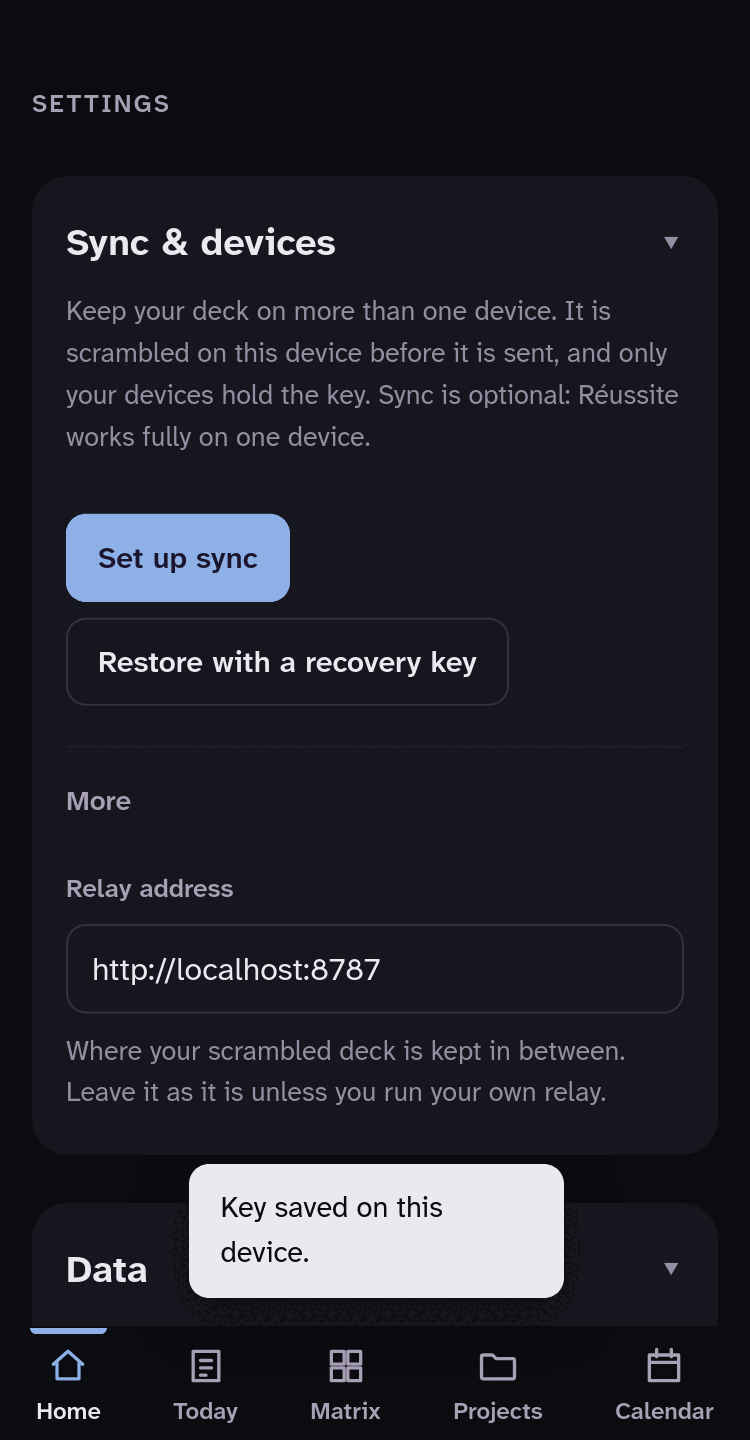 SETTINGS
Sync & devices
Keep your deck on more than one device. It is
scrambled on this device before it is sent, and only
your devices hold the key. Sync is optional: Réussite
works fully on one device.
Set up sync
Restore with a recovery key
More
Relay address
http://localhost:8787
Where your scrambled deck is kept in between.
Leave it as it is unless you run your own relay.
Key saved on this
device.
Data
Home
Today
Matrix
Projects
Calendar